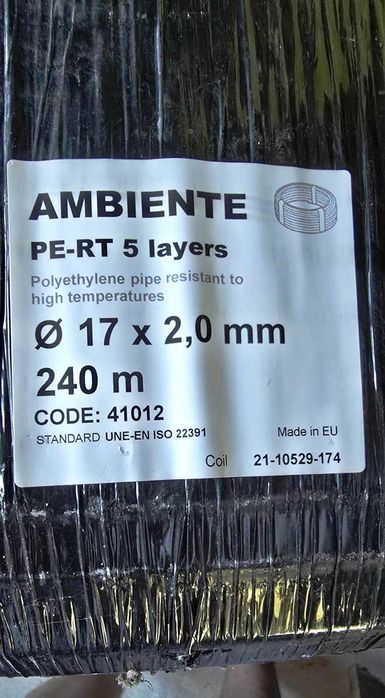 AMBIENTE
PE-RT 5 layers
Polyethylene pipe resistant to
high temperatures
Ø 17 x 2,0 mm
240 m
CODE: 41012
STANDARD UNE-EN ISO 22391
Made in EU
Coil 21-10529-174